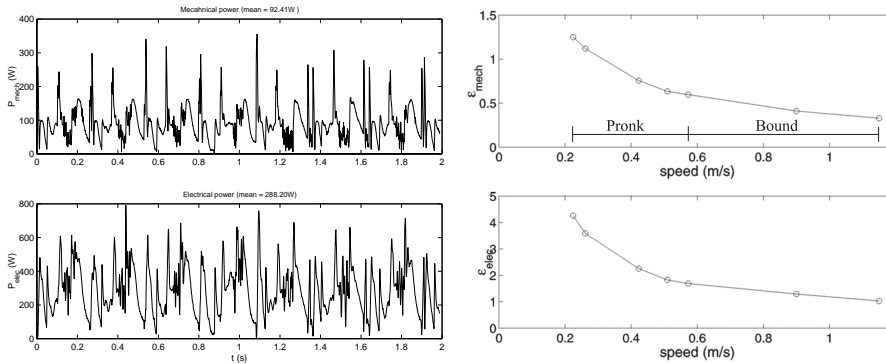 Mecahnical power (mean = 92.41W )
400
300
200
100
0
P_mech (W)
0 0.2 0.4 0.6 0.8 1 1.2 1.4 1.6 1.8 2
Electrical power (mean = 288.20W)
800
600
400
200
0
P_elec (W)
0 0.2 0.4 0.6 0.8 1 1.2 1.4 1.6 1.8 2
t (s)
1.5
1
0.5
0
ε_mech
Pronk Bound
0 0.2 0.4 0.6 0.8 1
speed (m/s)
5
4
3
2
1
0
ε_elec
0 0.2 0.4 0.6 0.8 1
speed (m/s)